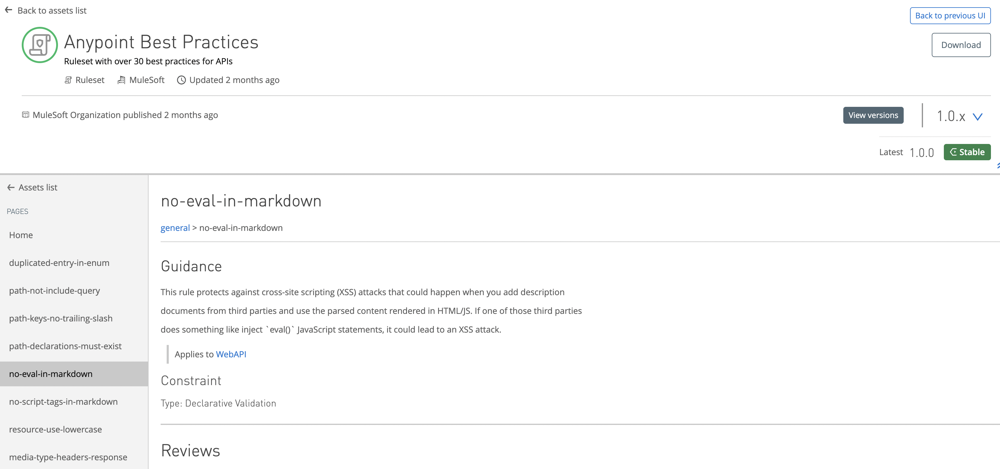 Back to assets list
Back to previous UI
Anypoint Best Practices
Download
Ruleset with over 30 best practices for APIs
Ruleset MuleSoft Updated 2 months ago
MuleSoft Organization published 2 months ago
View versions 1.0.x
Latest 1.0.0 Stable
Assets list
PAGES
Home
duplicated-entry-in-enum
path-not-include-query
path-keys-no-trailing-slash
path-declarations-must-exist
no-eval-in-markdown
no-script-tags-in-markdown
resource-use-lowercase
media-type-headers-response
no-eval-in-markdown
general > no-eval-in-markdown
Guidance
This rule protects against cross-site scripting (XSS) attacks that could happen when you add description
documents from third parties and use the parsed content rendered in HTML/JS. If one of those third parties
does something like inject `eval()` JavaScript statements, it could lead to an XSS attack.
Applies to WebAPI
Constraint
Type: Declarative Validation
Reviews